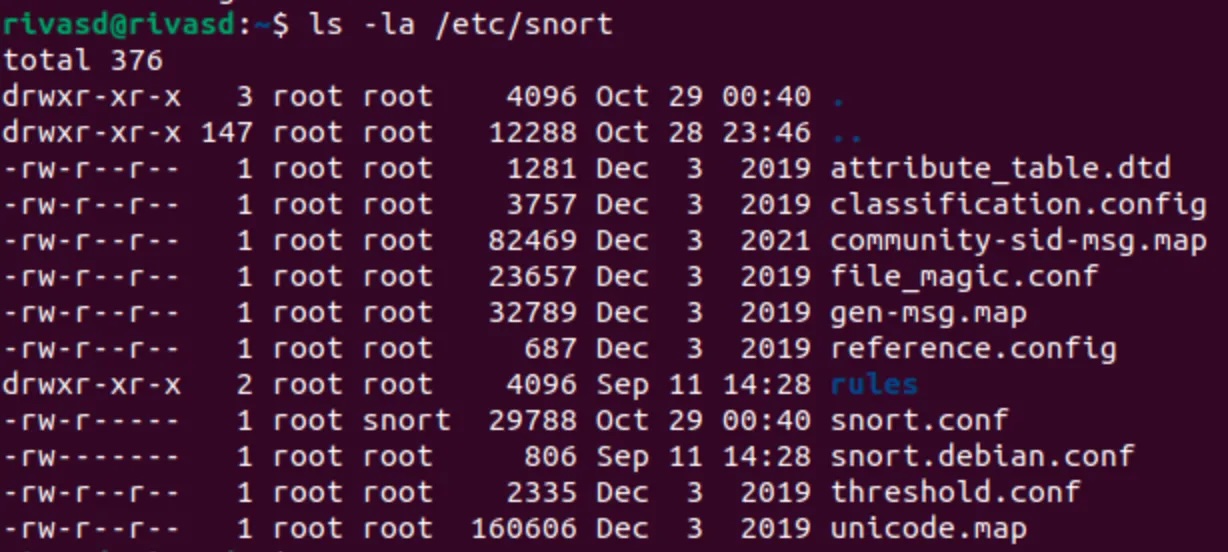 rivasd@rivasd:~$ ls -la /etc/snort
total 376
drwxr-xr-x   3 root root    4096 Oct 29 00:40 .
drwxr-xr-x 147 root root   12288 Oct 28 23:46 ..
-rw-r--r--   1 root root    1281 Dec  3  2019 attribute_table.dtd
-rw-r--r--   1 root root    3757 Dec  3  2019 classification.config
-rw-r--r--   1 root root   82469 Dec  3  2021 community-sid-msg.map
-rw-r--r--   1 root root   23657 Dec  3  2019 file_magic.conf
-rw-r--r--   1 root root   32789 Dec  3  2019 gen-msg.map
-rw-r--r--   1 root root     687 Dec  3  2019 reference.config
drwxr-xr-x   2 root root    4096 Sep 11 14:28 rules
-rw-r-----   1 root snort  29788 Oct 29 00:40 snort.conf
-rw-------   1 root root     806 Sep 11 14:28 snort.debian.conf
-rw-r--r--   1 root root    2335 Dec  3  2019 threshold.conf
-rw-r--r--   1 root root  160606 Dec  3  2019 unicode.map